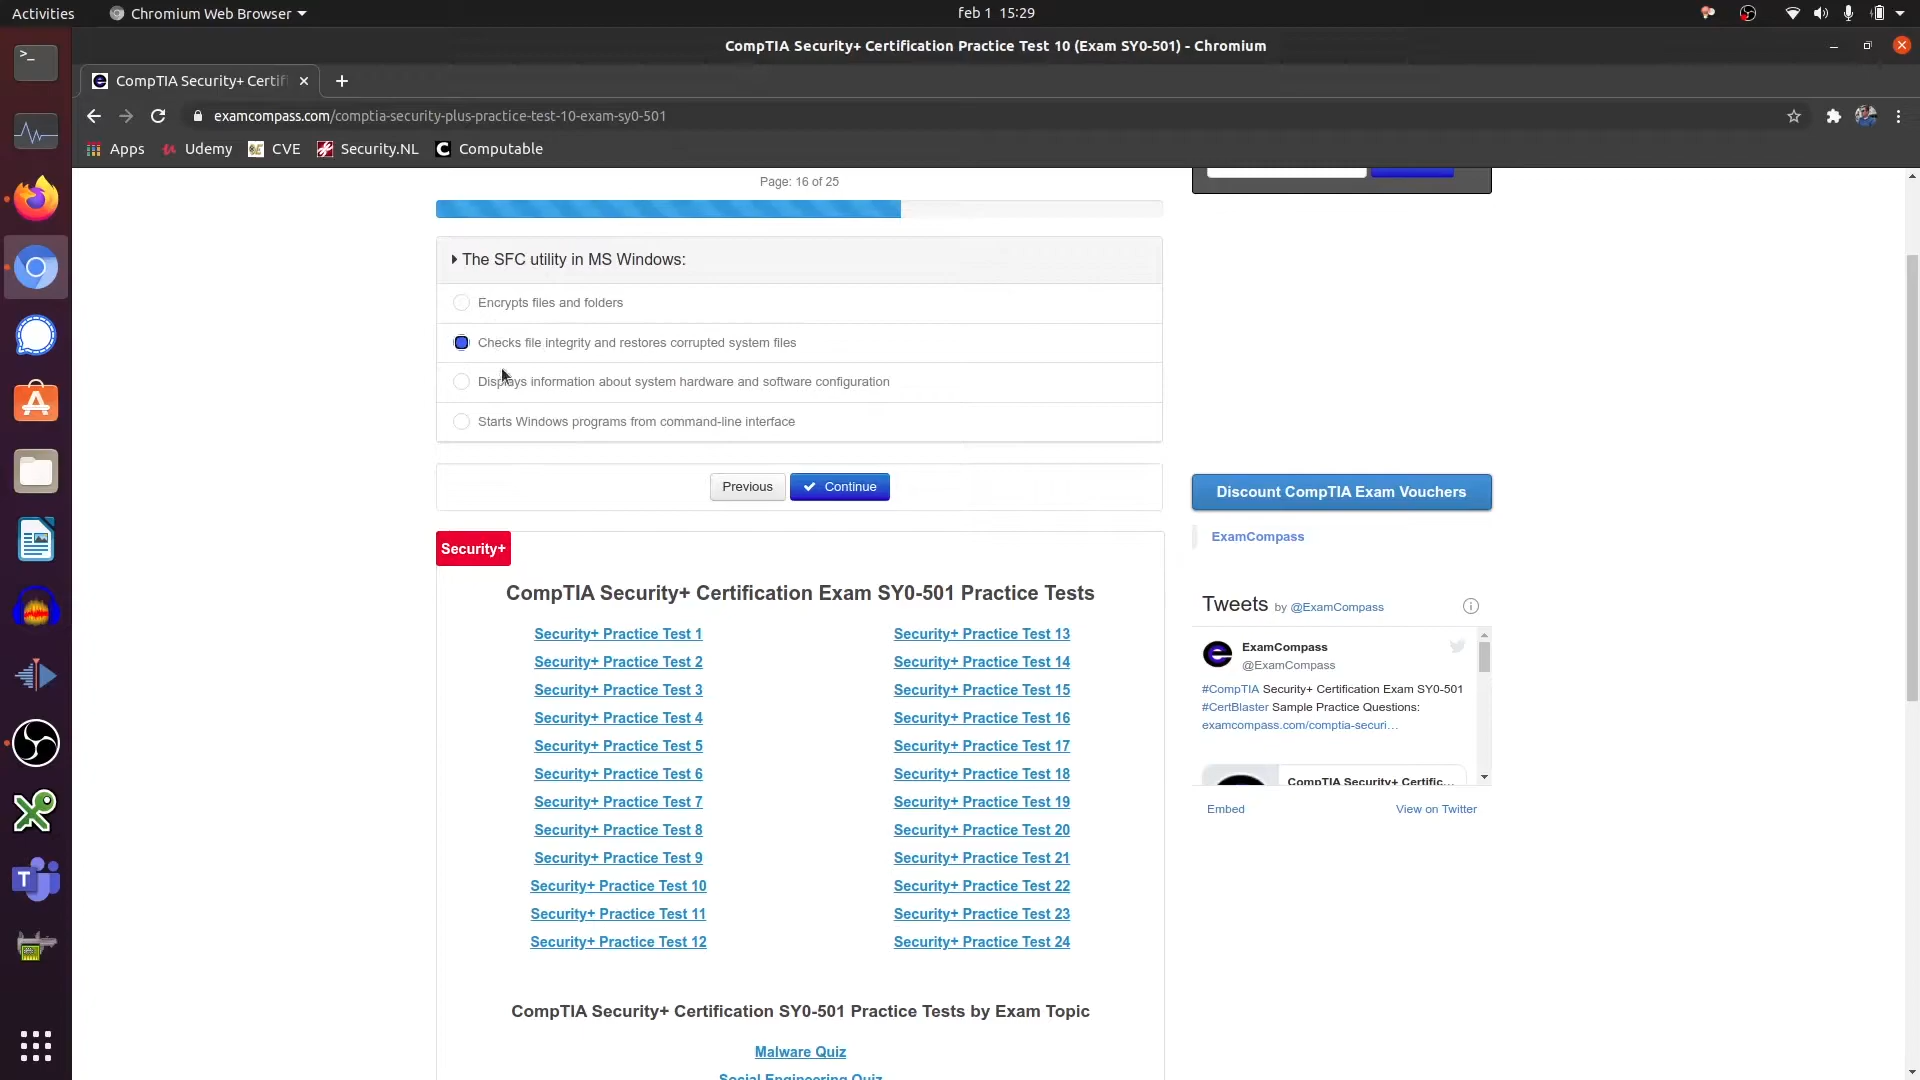 Activities
Chromium Web Browser
feb 1 15:29
CompTIA Security+ Certification Practice Test 10 (Exam SY0-501) - Chromium
CompTIA Security+ Certif
examcompass.com/comptia-security-plus-practice-test-10-exam-sy0-501
Apps
Udemy
CVE
Security.NL
Computable
Page: 16 of 25
The SFC utility in MS Windows:
Encrypts files and folders
Checks file integrity and restores corrupted system files
Displays information about system hardware and software configuration
Starts Windows programs from command-line interface
Previous
Continue
Security+
CompTIA Security+ Certification Exam SY0-501 Practice Tests
Security+ Practice Test 1
Security+ Practice Test 2
Security+ Practice Test 3
Security+ Practice Test 4
Security+ Practice Test 5
Security+ Practice Test 6
Security+ Practice Test 7
Security+ Practice Test 8
Security+ Practice Test 9
Security+ Practice Test 10
Security+ Practice Test 11
Security+ Practice Test 12
Security+ Practice Test 13
Security+ Practice Test 14
Security+ Practice Test 15
Security+ Practice Test 16
Security+ Practice Test 17
Security+ Practice Test 18
Security+ Practice Test 19
Security+ Practice Test 20
Security+ Practice Test 21
Security+ Practice Test 22
Security+ Practice Test 23
Security+ Practice Test 24
CompTIA Security+ Certification SY0-501 Practice Tests by Exam Topic
Malware Quiz
Social Engineering Quiz
Discount CompTIA Exam Vouchers
ExamCompass
Tweets by @ExamCompass
ExamCompass
@ExamCompass
#CompTIA Security+ Certification Exam SY0-501
#CertBlaster Sample Practice Questions:
examcompass.com/comptia-securi…
CompTIA Security+ Certific...
Embed
View on Twitter